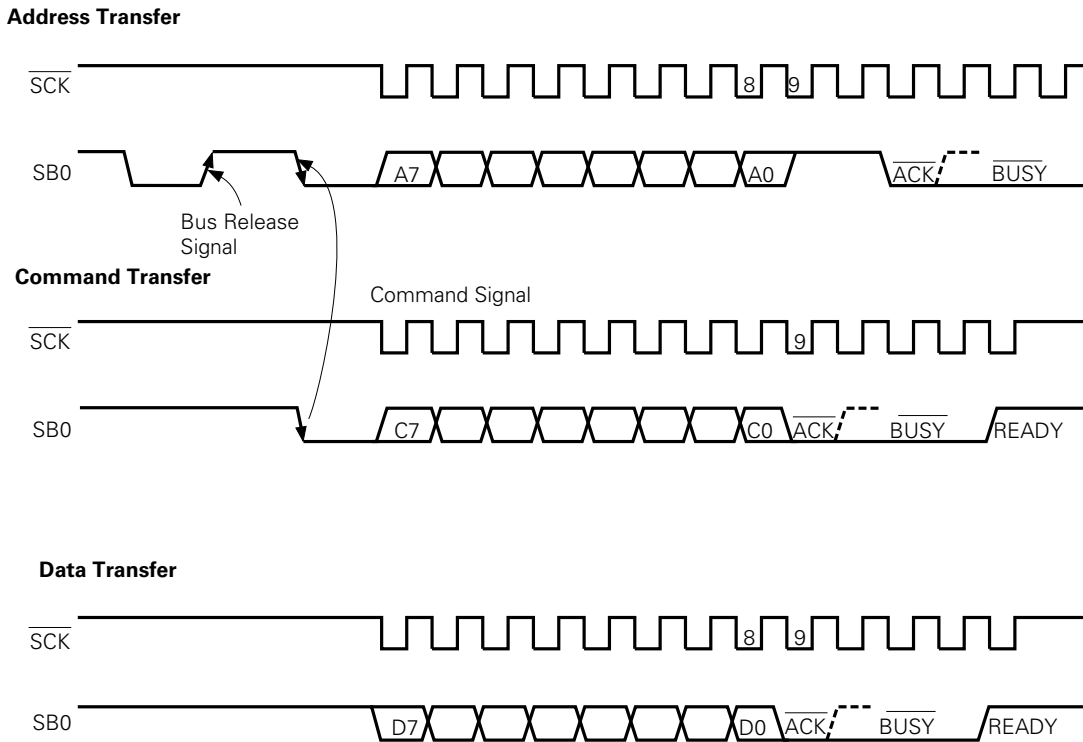 Address Transfer
SCK
8 9
SB0
A7 A0 ACK BUSY
Bus Release
Signal
Command Transfer
Command Signal
SCK
9
SB0
C7 C0 ACK BUSY READY
Data Transfer
SCK
8 9
SB0
D7 D0 ACK BUSY READY